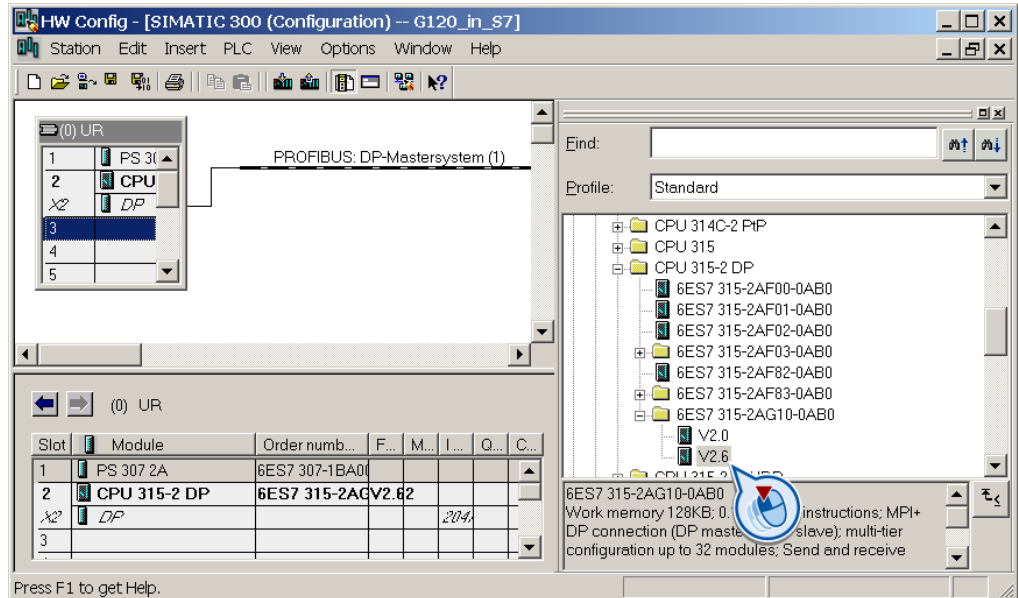 HW Config - [SIMATIC 300 (Configuration) -- G120_in_S7]
Station Edit Insert PLC View Options Window Help
(0) UR
1 PS 30
2 CPU
X2 DP
3
4
5
PROFIBUS: DP-Mastersystem (1)
Find:
Profile: Standard
CPU 314C-2 PtP
CPU 315
CPU 315-2 DP
6ES7 315-2AF00-0AB0
6ES7 315-2AF01-0AB0
6ES7 315-2AF02-0AB0
6ES7 315-2AF03-0AB0
6ES7 315-2AF82-0AB0
6ES7 315-2AF83-0AB0
6ES7 315-2AG10-0AB0
V2.0
V2.6
6ES7 315-2AG10-0AB0
Work memory 128KB; 0. instructions; MPI+
DP connection (DP slave); multi-tier
configuration up to 32 modules; Send and receive
(0) UR
Slot Module Order numb... F... M... I... Q... C...
1 PS 307 2A 6ES7 307-1BA00
2 CPU 315-2 DP 6ES7 315-2AG V2.6 2
X2 DP 204
3
Press F1 to get Help.